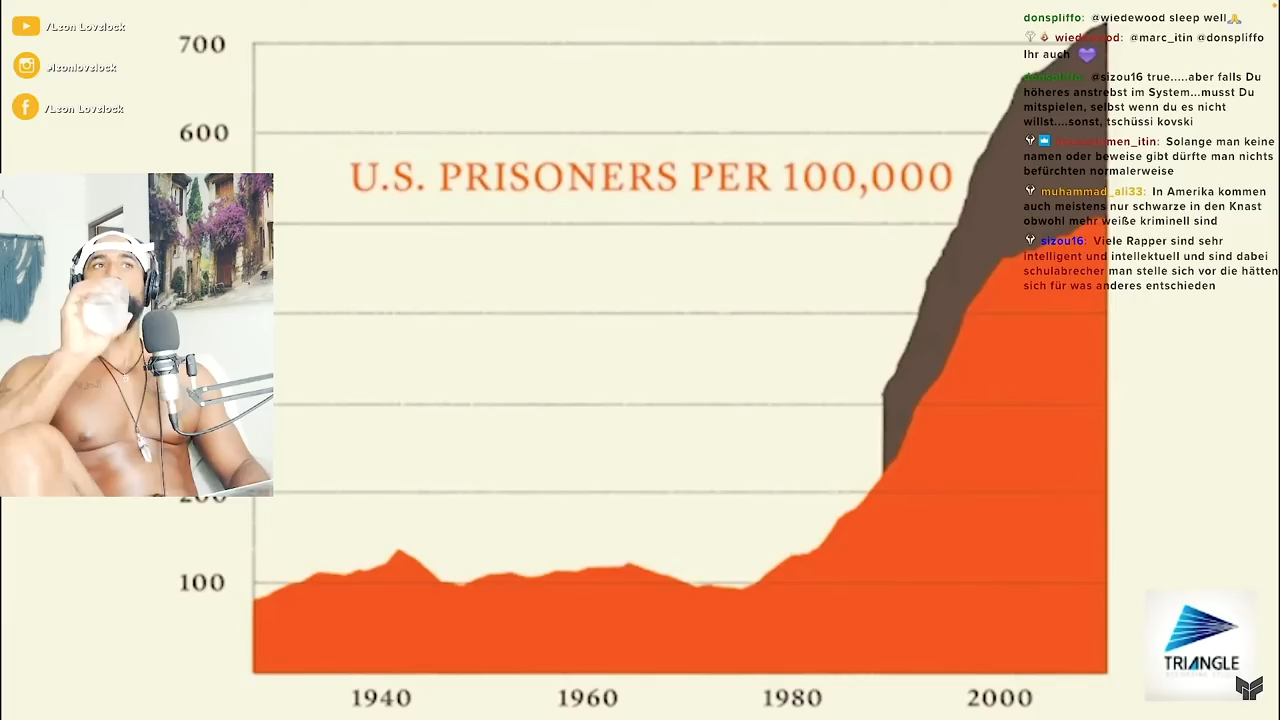 /Leon Lovelock
leonlovelock
/Leon Lovelock
700
600
200
100
U.S. PRISONERS PER 100,000
1940
1960
1980
2000
donspliffo: @wiedewood sleep well
wiedewood: @marc_itin @donspliffo
Ihr auch
donspliffo: @sizou16 true.....aber falls Du
höheres anstrebst im System...musst Du
mitspielen, selbst wenn du es nicht
willst....sonst, tschüssi kovski
Solange man keine
namen oder beweise gibt dürfte man nichts
befürchten normalerweise
muhammad_ali33: In Amerika kommen
auch meistens nur schwarze in den Knast
obwohl mehr weiße kriminell sind
sizou16: Viele Rapper sind sehr
intelligent und intellektuell und sind dabei
schulabrecher man stelle sich vor die hätten
sich für was anderes entschieden
TRIANGLE